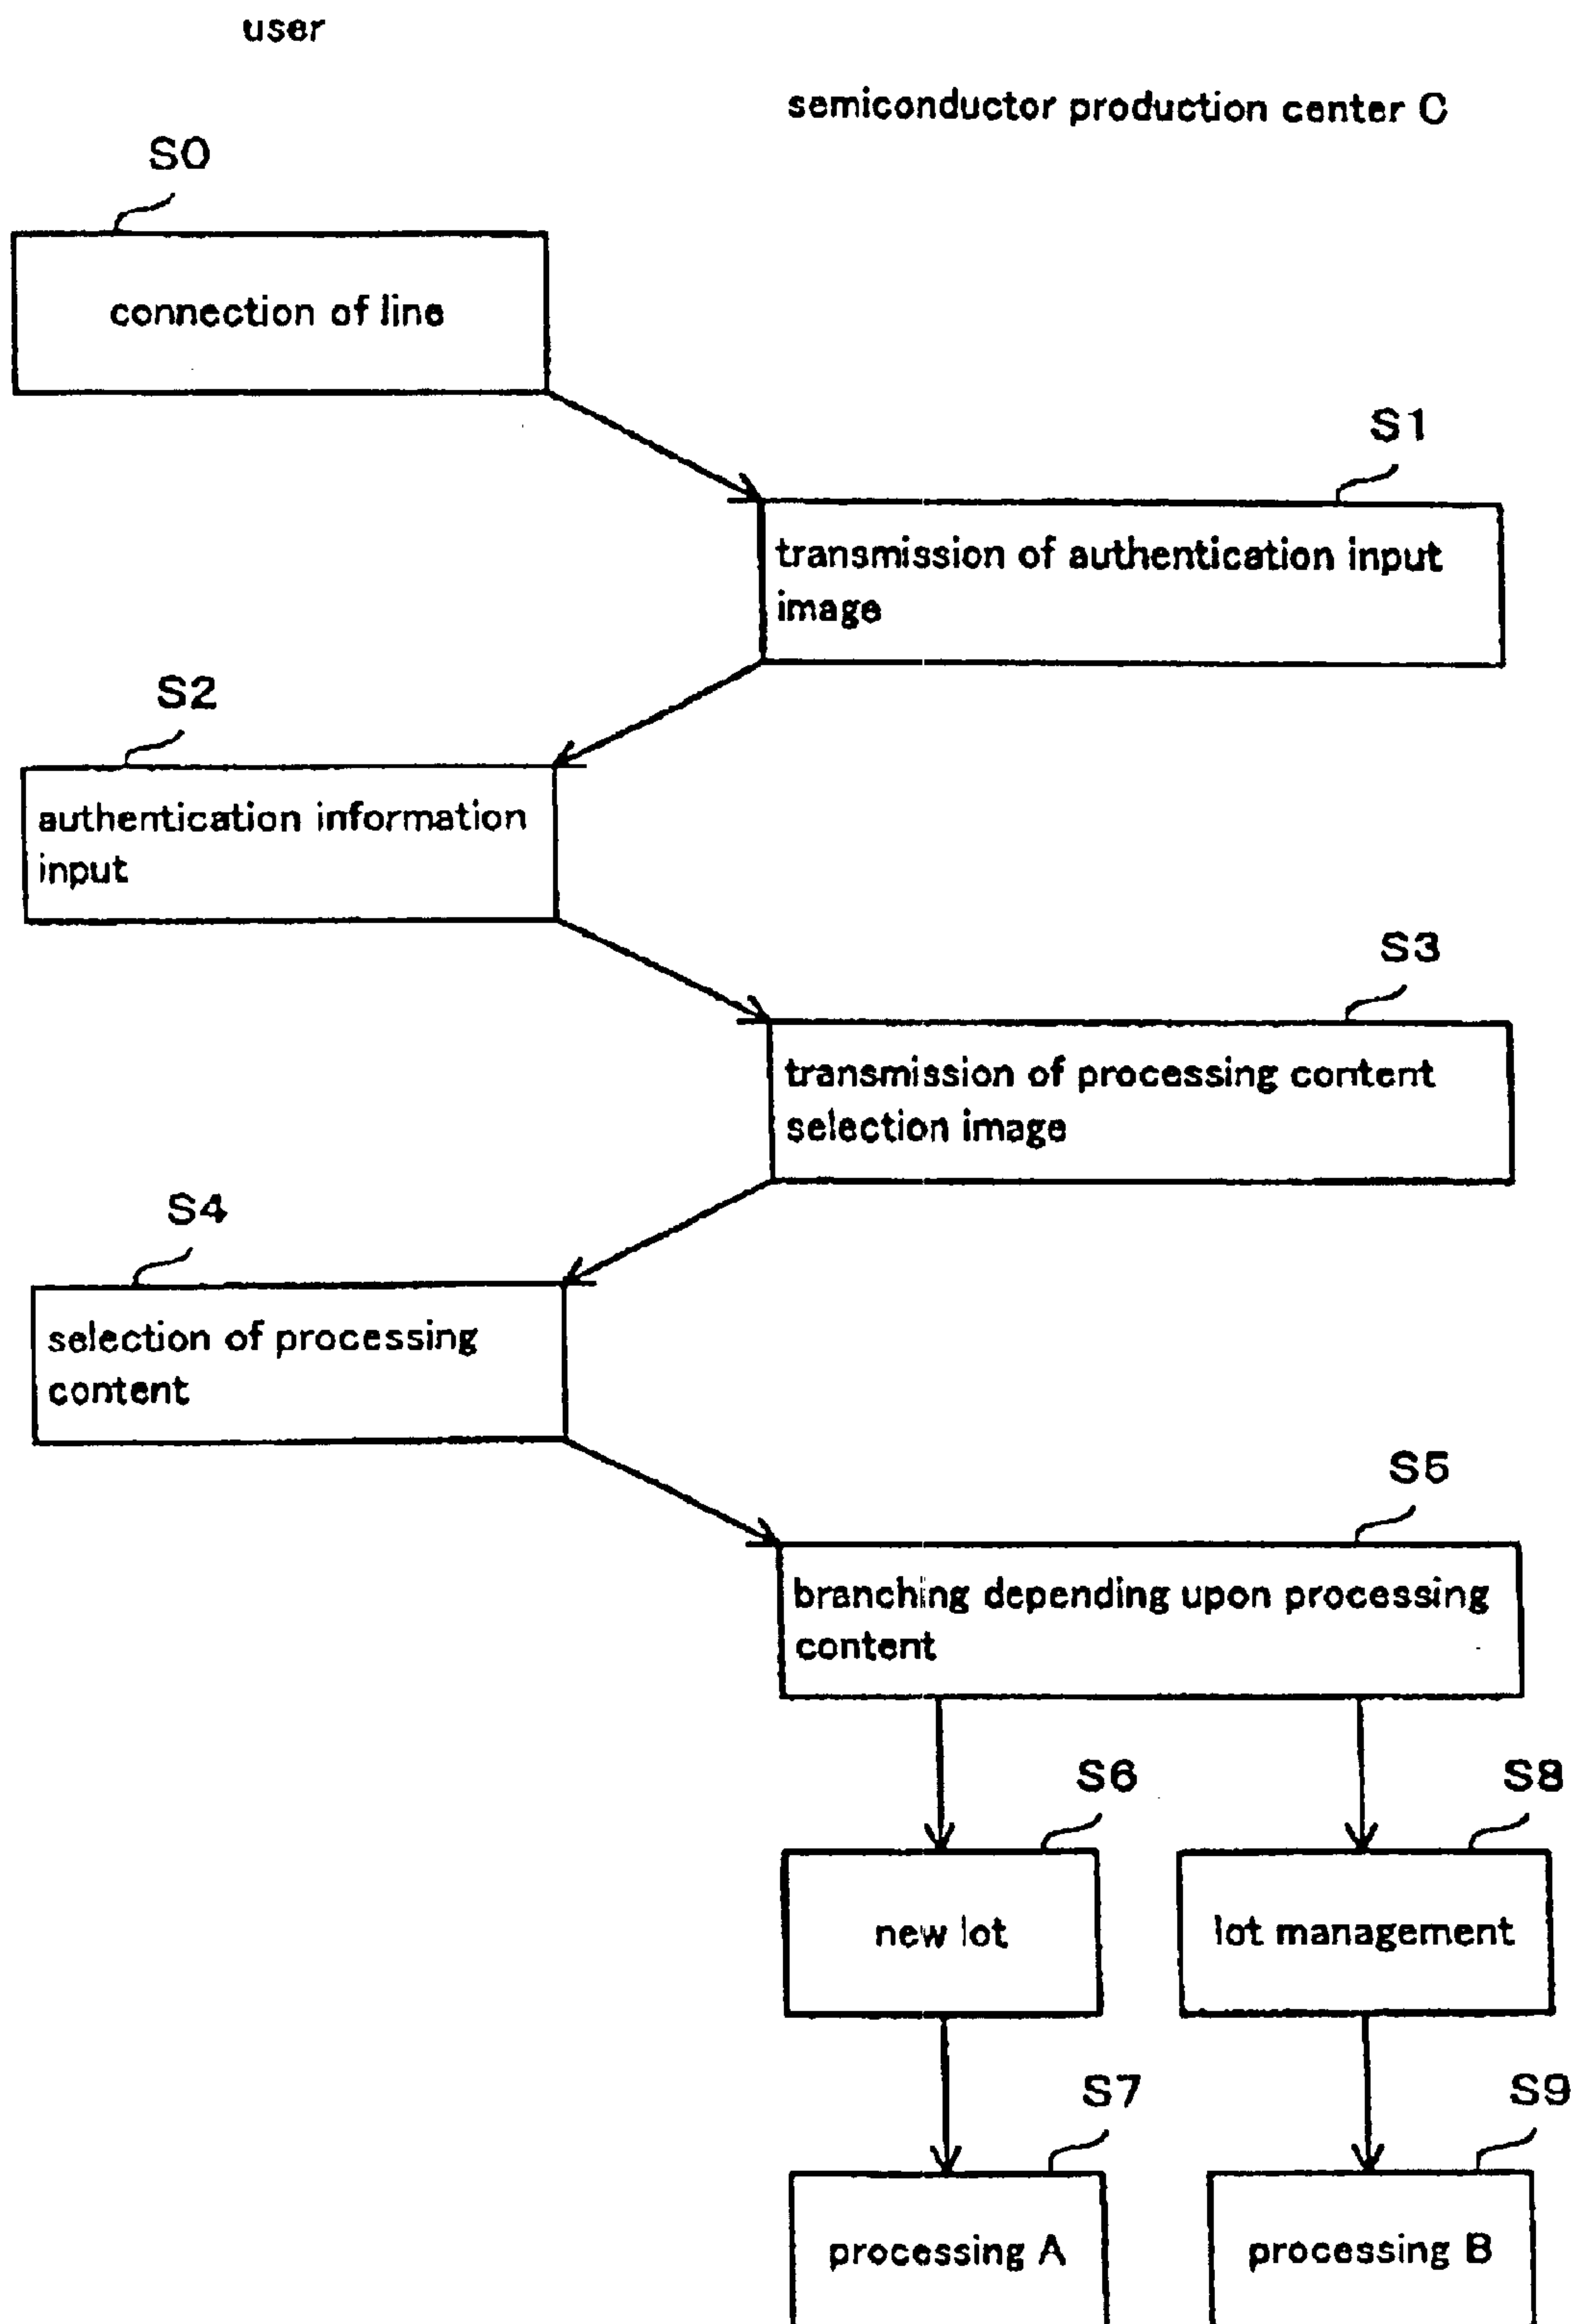 user
semiconductor production center C
S0
connection of line
S1
transmission of authentication input
image
S2
authentication information
input
S3
transmission of processing content
selection image
S4
selection of processing
content
S5
branching depending upon processing
content
S6
S8
new lot
lot management
S7
S9
processing A
processing B